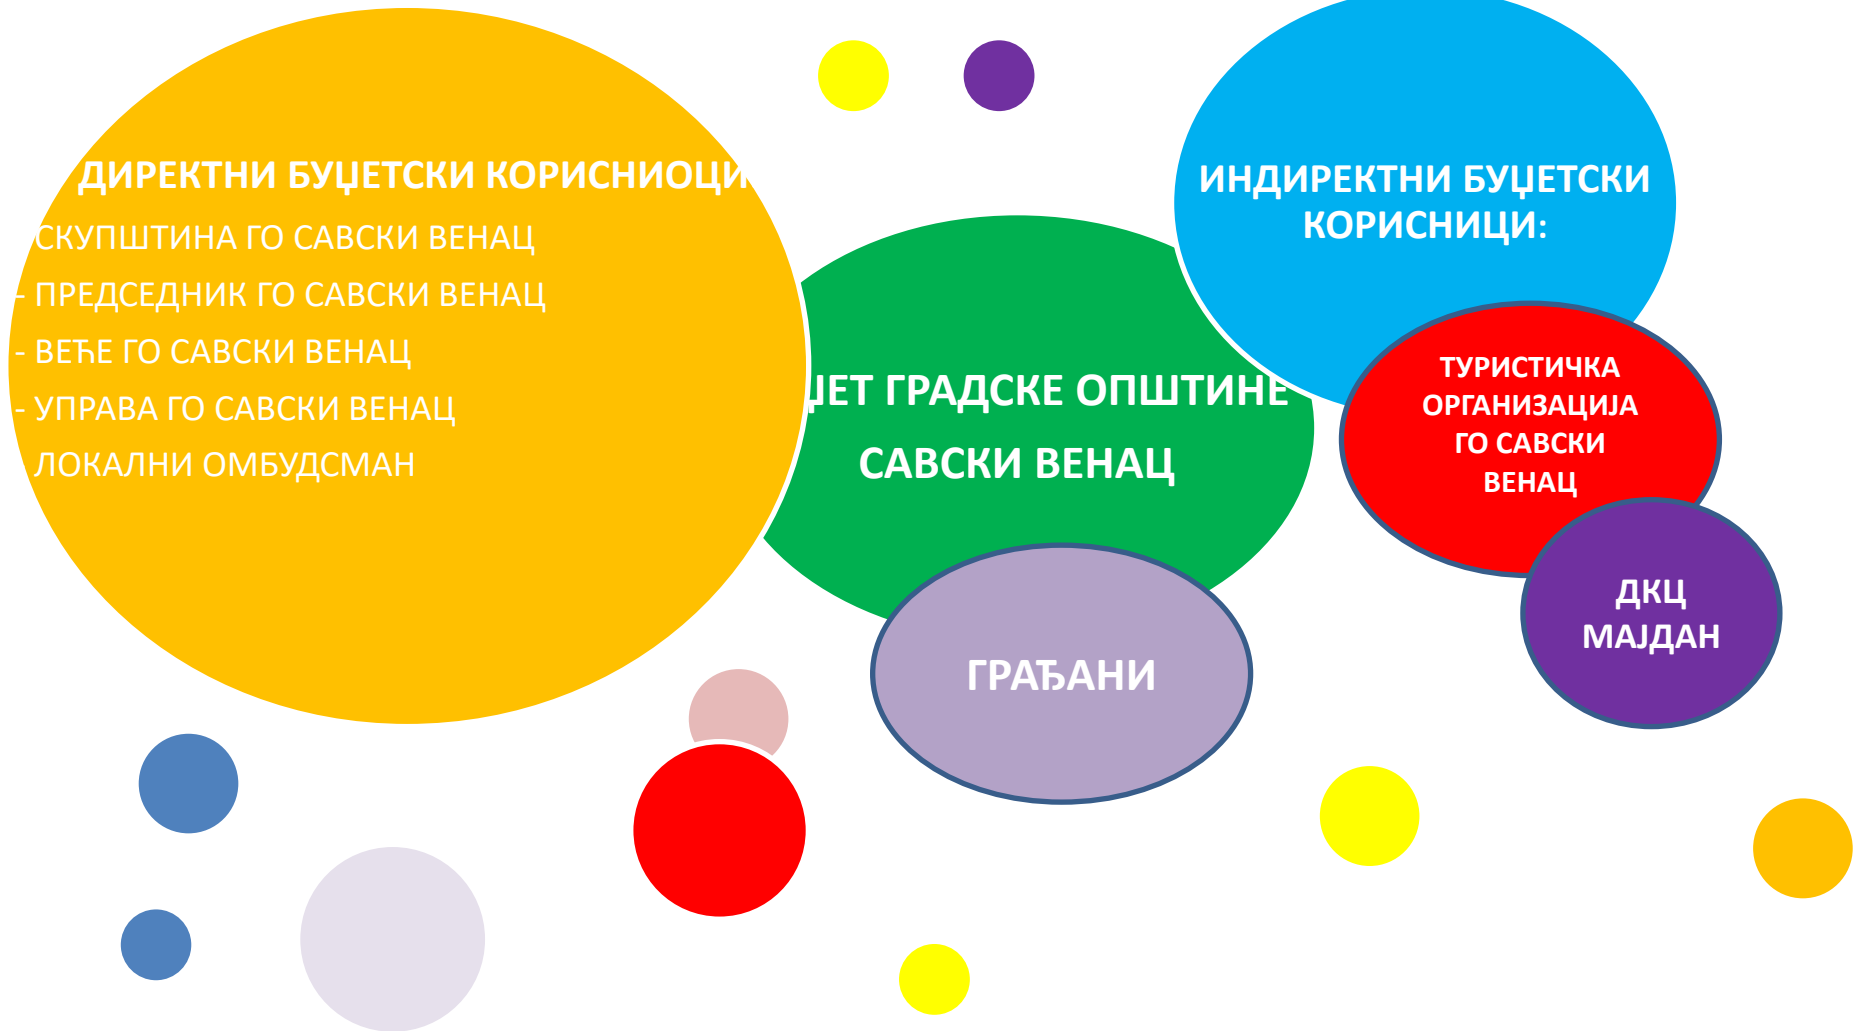 ДИРЕКТНИ БУЏЕТСКИ КОРИСНИОЦИ
СКУПШТИНА ГО САВСКИ ВЕНАЦ
- ПРЕДСЕДНИК ГО САВСКИ ВЕНАЦ
- ВЕЋЕ ГО САВСКИ ВЕНАЦ
- УПРАВА ГО САВСКИ ВЕНАЦ
ЛОКАЛНИ ОМБУДСМАН
ГРАДСКЕ ОПШТИНЕ
САВСКИ ВЕНАЦ
ИНДИРЕКТНИ БУЏЕТСКИ
КОРИСНИЦИ:
ТУРИСТИЧКА
ОРГАНИЗАЦИЈА
ГО САВСКИ
ВЕНАЦ
ДКЦ
МАЈДАН
ГРАЂАНИ